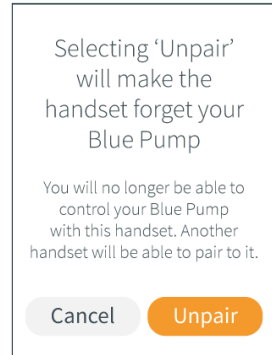 Selecting ‘Unpair’
will make the
handset forget your
Blue Pump
You will no longer be able to
control your Blue Pump
with this handset. Another
handset will be able to pair to it.
Cancel
Unpair